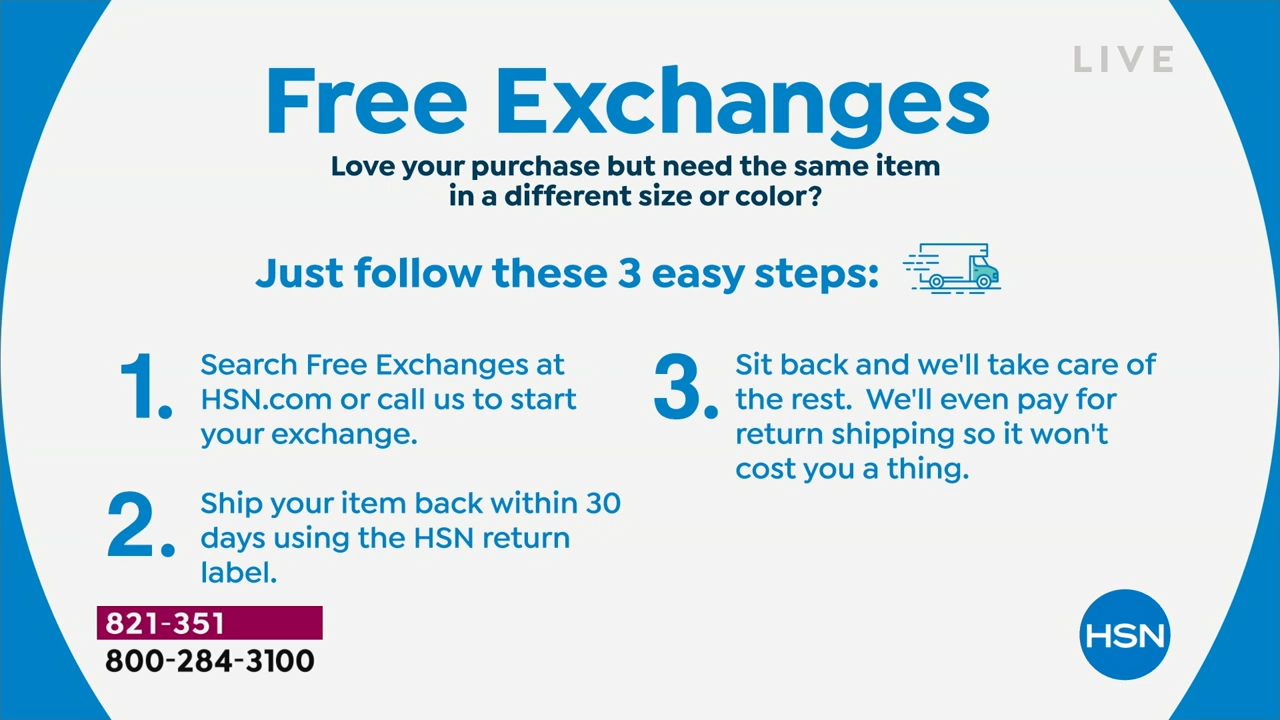 LIVE
Free Exchanges
Love your purchase but need the same item
in a different size or color?
Just follow these 3 easy steps:
1. Search Free Exchanges at
HSN.com or call us to start
your exchange.
2. Ship your item back within 30
days using the HSN return
label.
3. Sit back and we'll take care of
the rest.  We'll even pay for
return shipping so it won't
cost you a thing.
821-351
800-284-3100
HSN